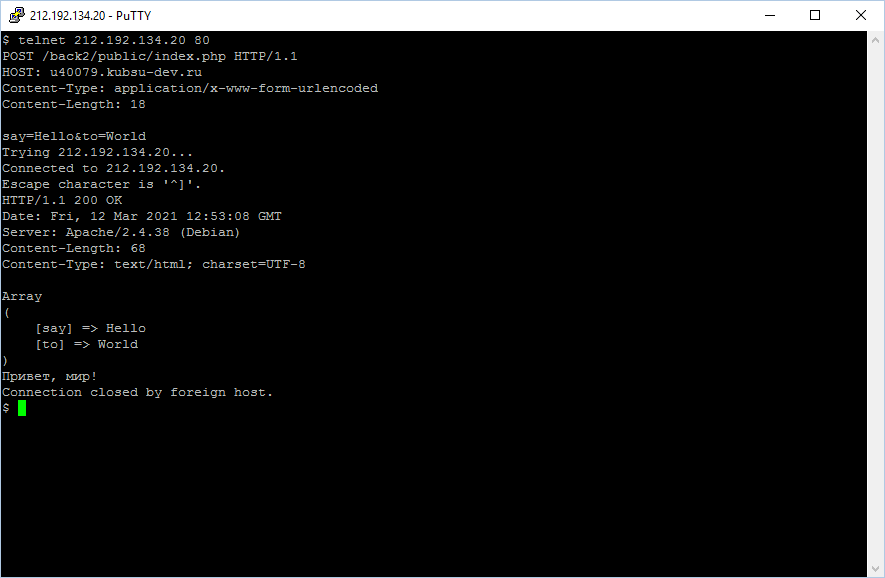 212.192.134.20 - PuTTY
$ telnet 212.192.134.20 80
POST /back2/public/index.php HTTP/1.1
HOST: u40079.kubsu-dev.ru
Content-Type: application/x-www-form-urlencoded
Content-Length: 18

say=Hello&to=World
Trying 212.192.134.20...
Connected to 212.192.134.20.
Escape character is '^]'.
HTTP/1.1 200 OK
Date: Fri, 12 Mar 2021 12:53:08 GMT
Server: Apache/2.4.38 (Debian)
Content-Length: 68
Content-Type: text/html; charset=UTF-8

Array
(
    [say] => Hello
    [to] => World
)
Привет, мир!
Connection closed by foreign host.
$